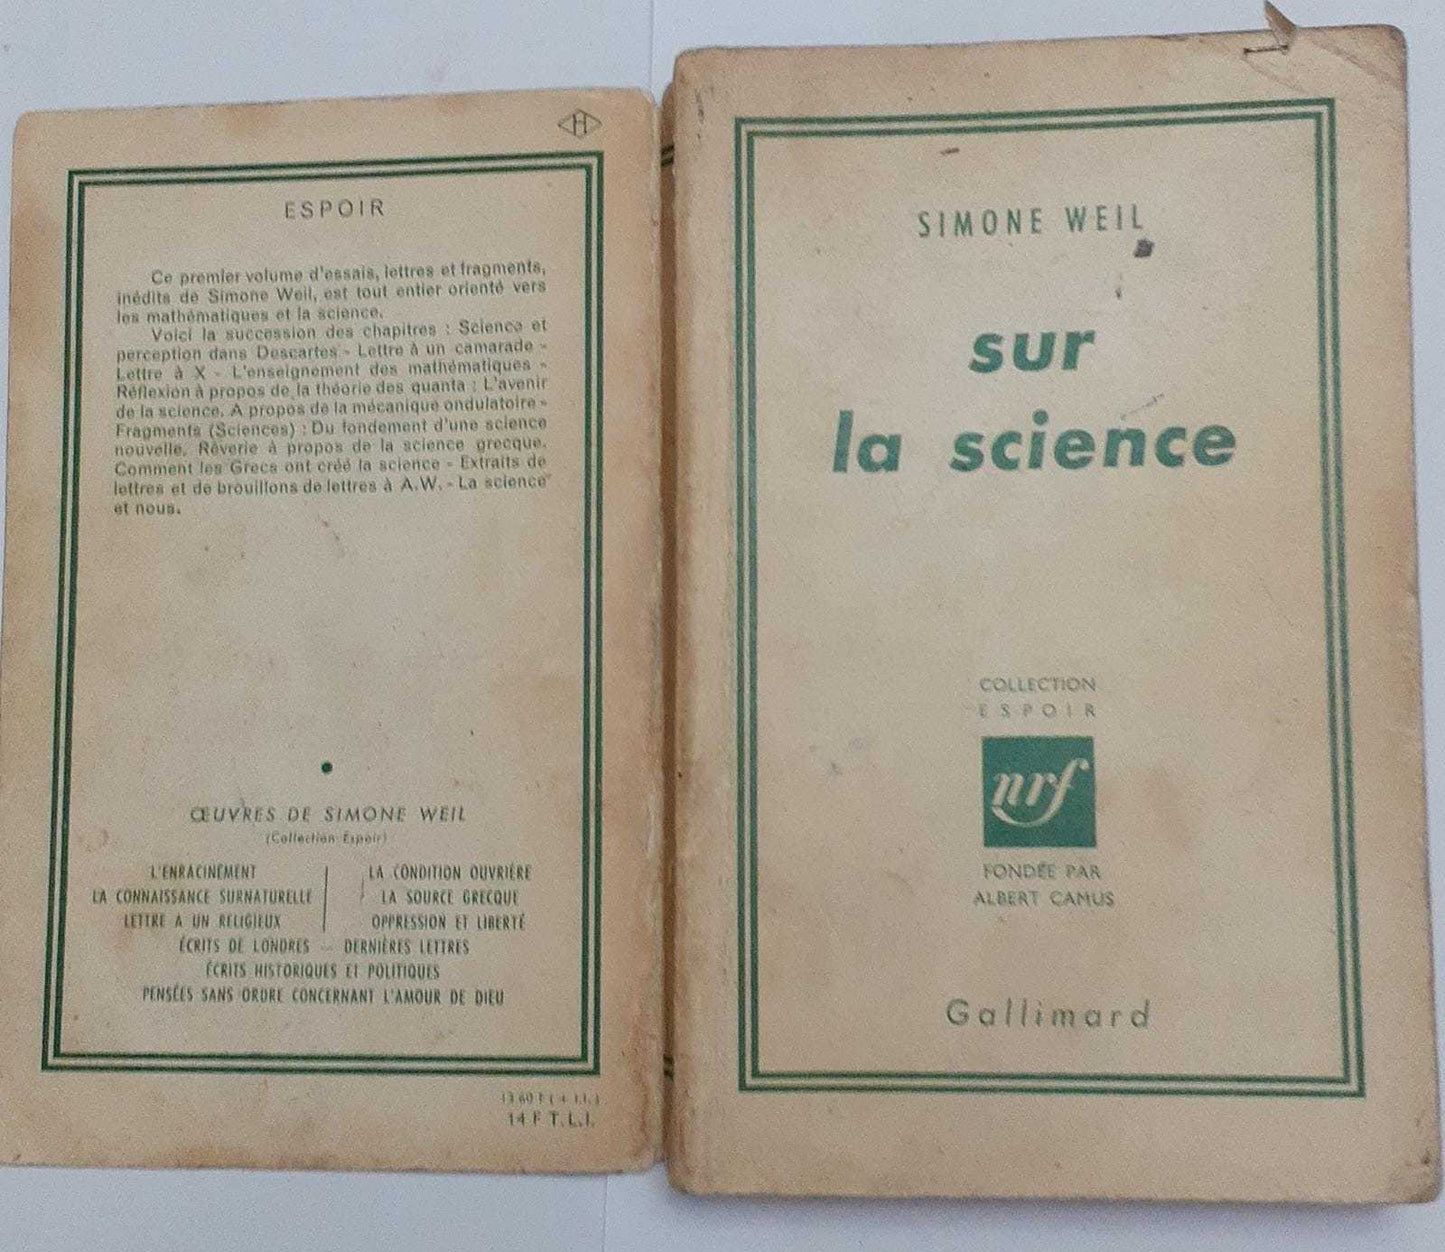 H
ESPOIR
Ce premier volume d'essais, lettres et fragments,
inédits de Simone Weil, est tout entier orienté vers
les mathématiques et la science.
Voici la succession des chapitres : Science et
perception dans Descartes - Lettre à un camarade -
Lettre à X - L'enseignement des mathématiques -
Réflexion à propos de la théorie des quanta : L'avenir
de la science. A propos de la mécanique ondulatoire -
Fragments (Sciences) : Du fondement d'une science
nouvelle. Rêverie à propos de la science grecque.
Comment les Grecs ont créé la science - Extraits de
lettres et de brouillons de lettres à A.W. - La science
et nous.
ŒUVRES DE SIMONE WEIL
(Collection Espoir)
L'ENRACINEMENT
LA CONNAISSANCE SURNATURELLE
LETTRE A UN RELIGIEUX
LA CONDITION OUVRIÈRE
LA SOURCE GRECQUE
OPPRESSION ET LIBERTÉ
ÉCRITS DE LONDRES — DERNIÈRES LETTRES
ÉCRITS HISTORIQUES ET POLITIQUES
PENSÉES SANS ORDRE CONCERNANT L'AMOUR DE DIEU
13,60 F ( + t.l. )
14 F T.L.I.
SIMONE WEIL
sur
la science
COLLECTION
ESPOIR
nrf
FONDÉE PAR
ALBERT CAMUS
Gallimard